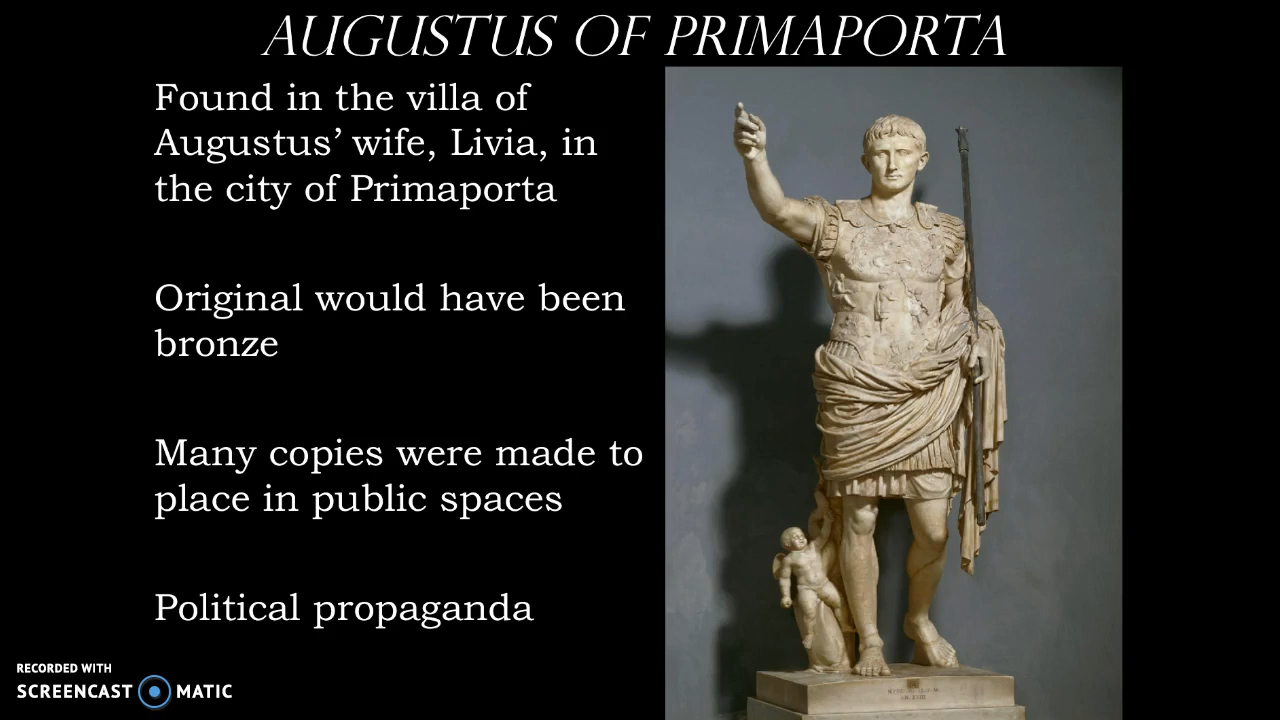 AUGUSTUS OF PRIMAPORTA
Found in the villa of
Augustus’ wife, Livia, in
the city of Primaporta
Original would have been
bronze
Many copies were made to
place in public spaces
Political propaganda
RECORDED WITH
SCREENCAST MATIC